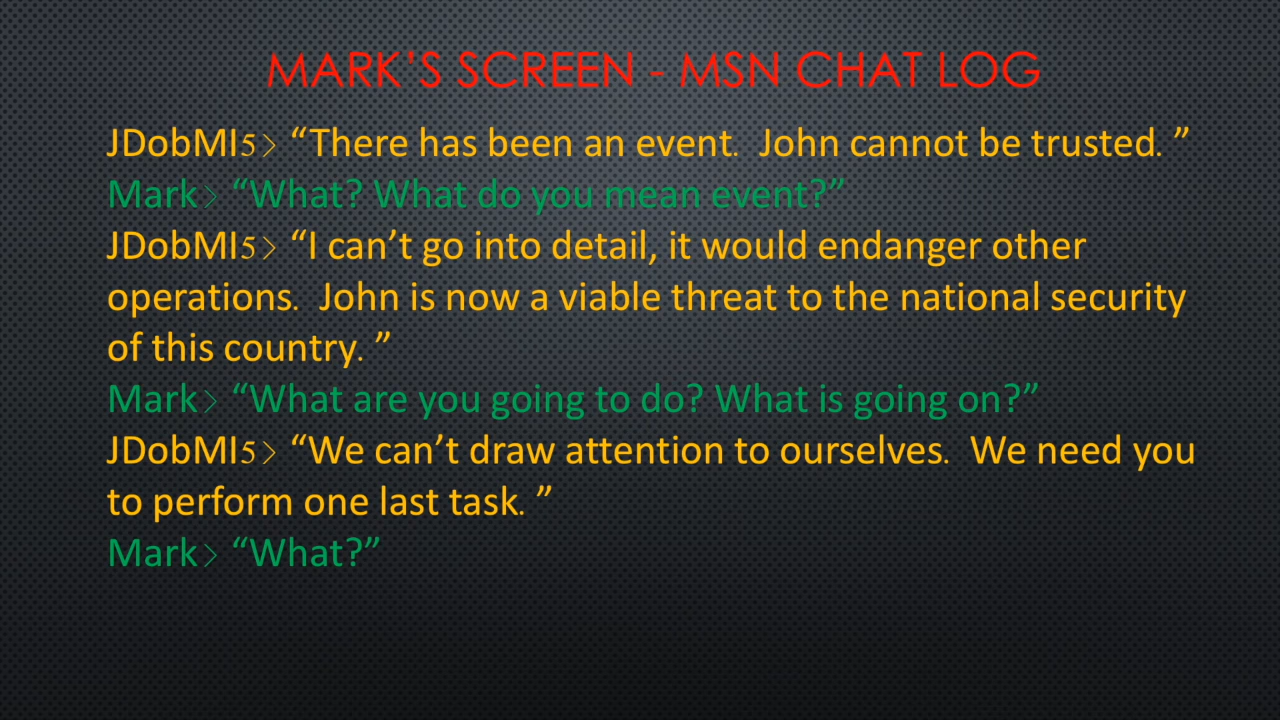 MARK'S SCREEN - MSN CHAT LOG
JDobMI5> “There has been an event.  John cannot be trusted. ”
Mark> “What? What do you mean event?”
JDobMI5> “I can’t go into detail, it would endanger other
operations.  John is now a viable threat to the national security
of this country. ”
Mark> “What are you going to do? What is going on?”
JDobMI5> “We can’t draw attention to ourselves.  We need you
to perform one last task. ”
Mark> “What?”